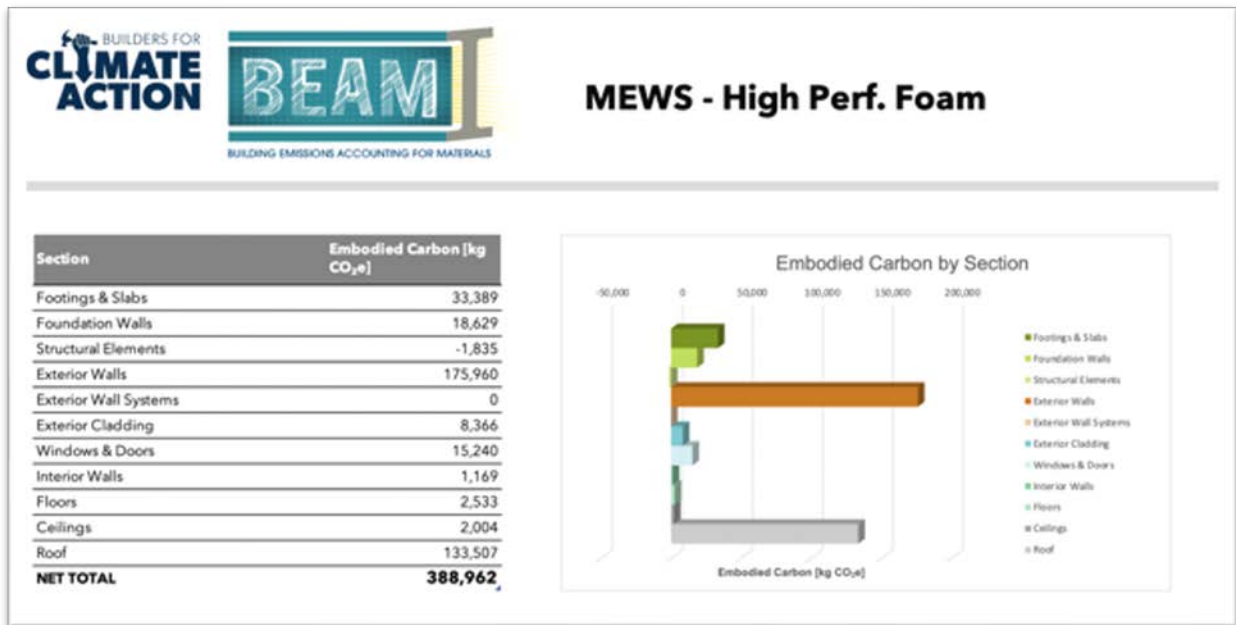 BUILDERS FOR
CLIMATE
ACTION
BEAM
BUILDING EMISSIONS ACCOUNTING FOR MATERIALS
MEWS - High Perf. Foam
Section Embodied Carbon [kg
CO₂e]
Footings & Slabs 33,389
Foundation Walls 18,629
Structural Elements -1,835
Exterior Walls 175,960
Exterior Wall Systems 0
Exterior Cladding 8,366
Windows & Doors 15,240
Interior Walls 1,169
Floors 2,533
Ceilings 2,004
Roof 133,507
NET TOTAL 388,962
Embodied Carbon by Section
-50,000 0 50,000 100,000 150,000 200,000
Footings & Slabs
Foundation Walls
Structural Elements
Exterior Walls
Exterior Wall Systems
Exterior Cladding
Windows & Doors
Interior Walls
Floors
Ceilings
Roof
Embodied Carbon [kg CO₂e]